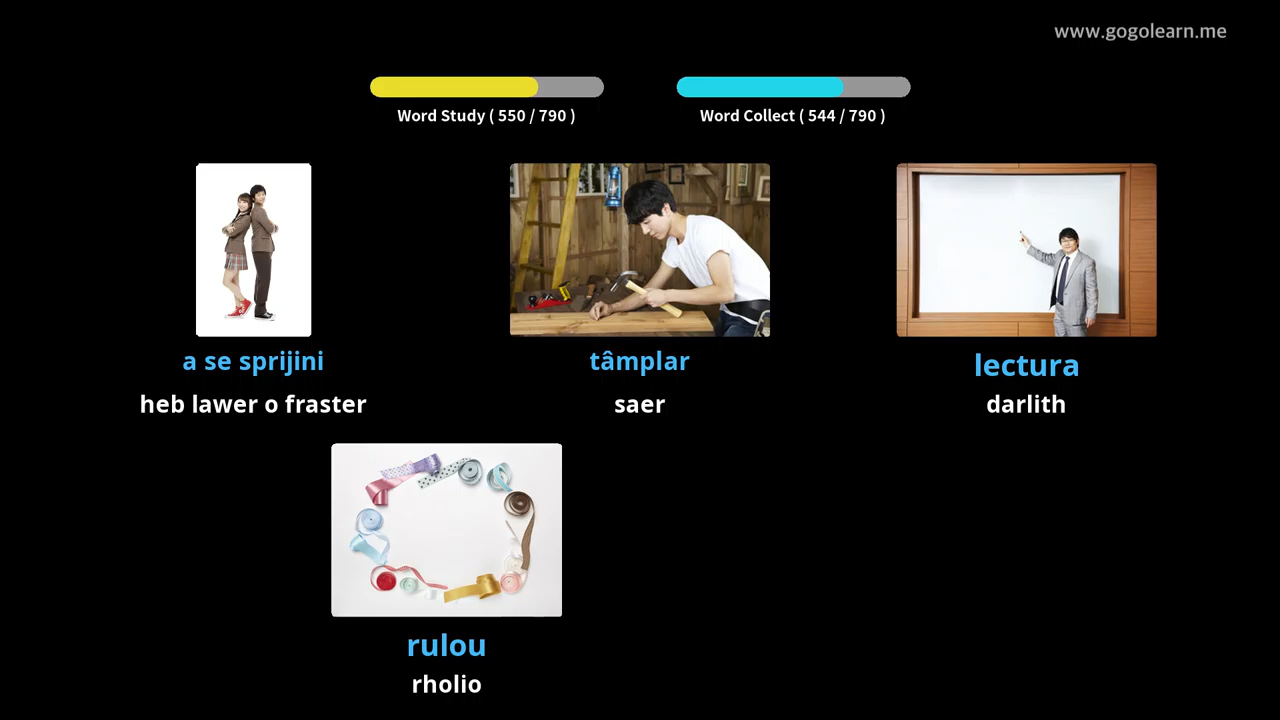 www.gogolearn.me
Word Study ( 550 / 790 )
Word Collect ( 544 / 790 )
a se sprijini
heb lawer o fraster
tâmplar
saer
lectura
darlith
rulou
rholio